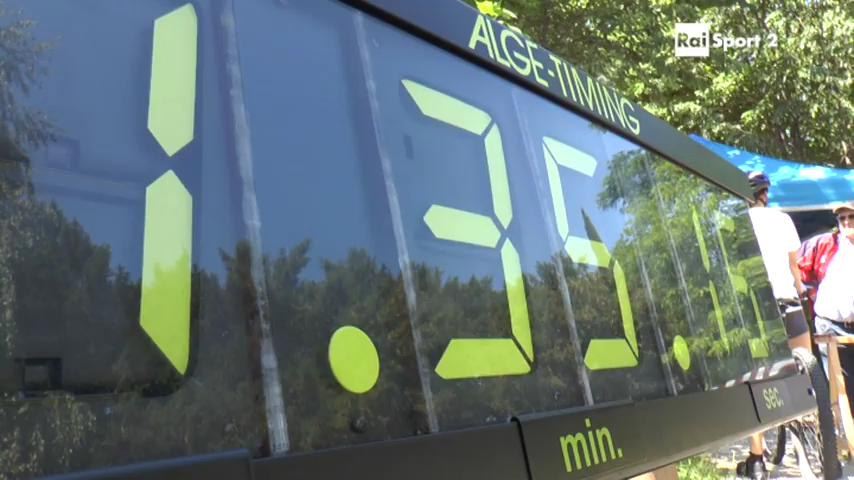 Rai Sport 2
ALGE-TIMING
1.35.
min.
sec.